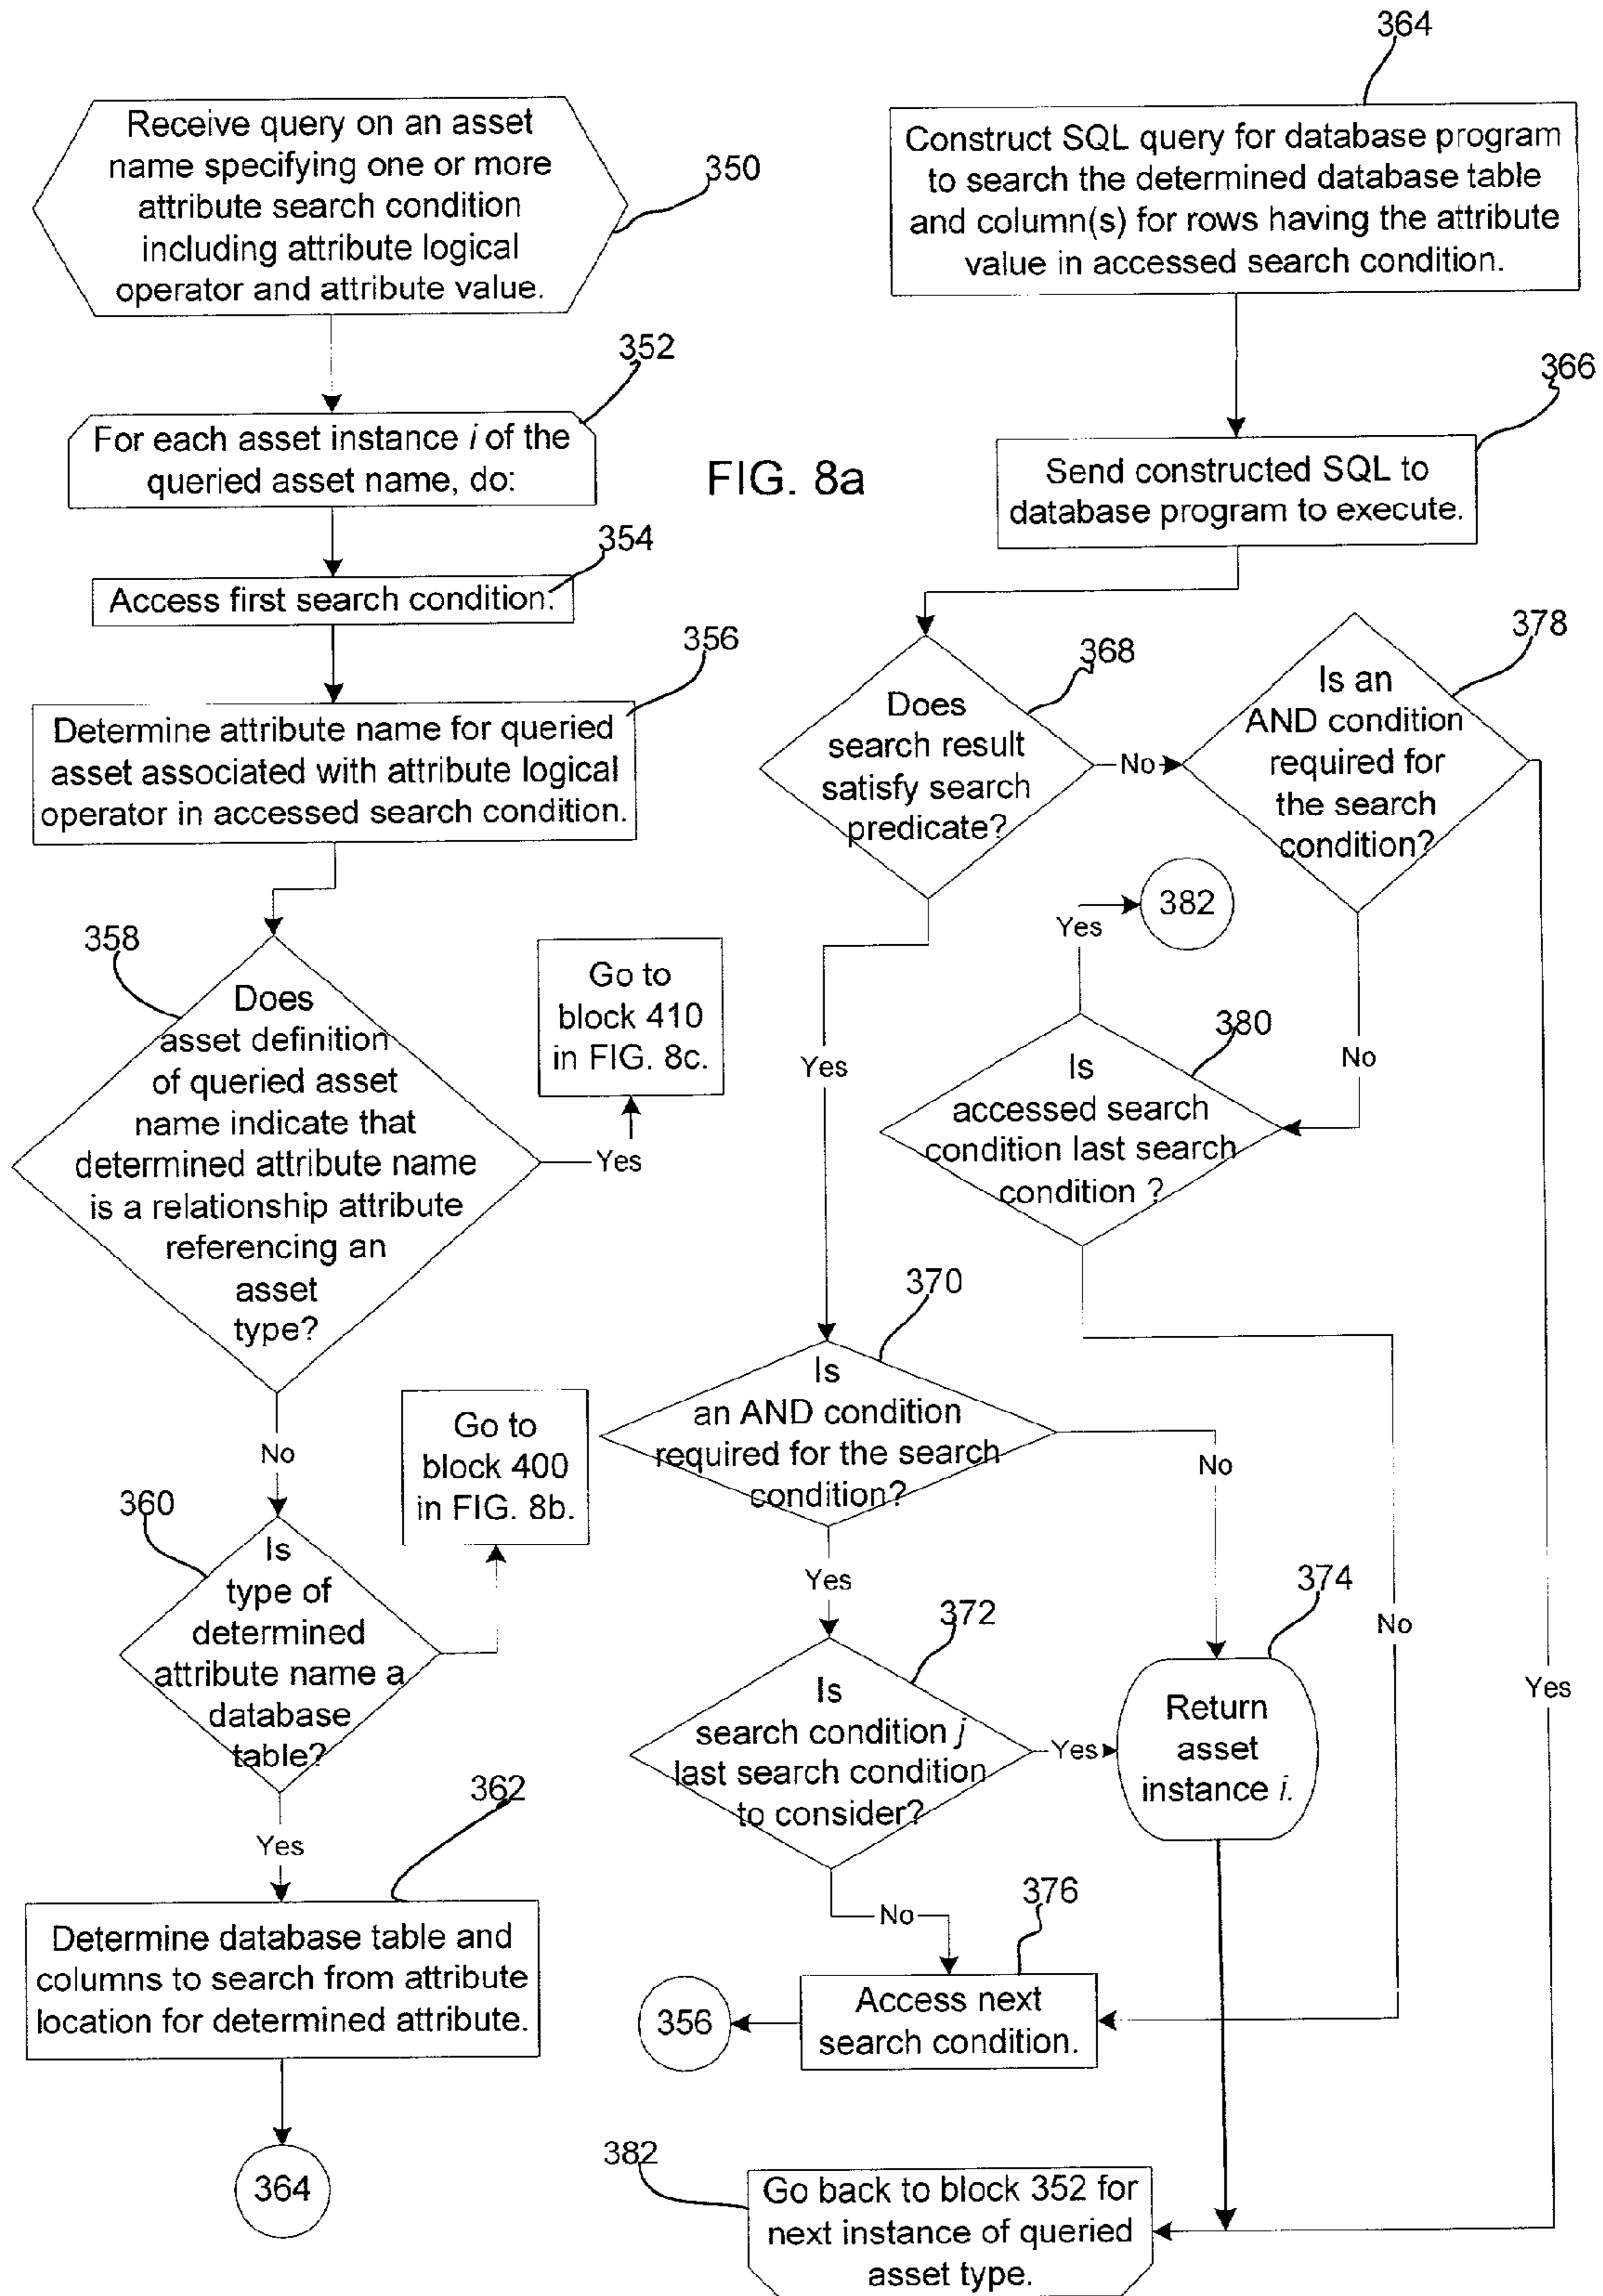 350
Receive query on an asset
name specifying one or more
attribute search condition
including attribute logical
operator and attribute value.
352
For each asset instance i of the
queried asset name, do:
354
Access first search condition.
356
Determine attribute name for queried
asset associated with attribute logical
operator in accessed search condition.
358
Does
asset definition
of queried asset
name indicate that
determined attribute name
is a relationship attribute
referencing an
asset
type?
Yes
Go to
block 410
in FIG. 8c.
No
360
Is
type of
determined
attribute name a
database
table?
Go to
block 400
in FIG. 8b.
Yes
362
Determine database table and
columns to search from attribute
location for determined attribute.
364
FIG. 8a
364
Construct SQL query for database program
to search the determined database table
and column(s) for rows having the attribute
value in accessed search condition.
366
Send constructed SQL to
database program to execute.
368
Does
search result
satisfy search
predicate?
No
378
Is an
AND condition
required for
the search
condition?
Yes
382
No
380
Is
accessed search
condition last search
condition ?
Yes
370
Is
an AND condition
required for the search
condition?
No
Yes
372
Is
search condition j
last search condition
to consider?
Yes
374
Return
asset
instance i.
No
Yes
No
376
Access next
search condition.
356
382
Go back to block 352 for
next instance of queried
asset type.